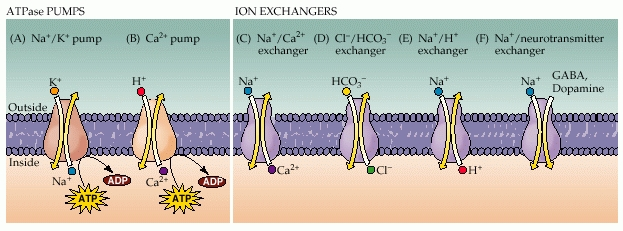 ATPase PUMPS
ION EXCHANGERS
(A) Na⁺/K⁺ pump
(B) Ca²⁺ pump
(C) Na⁺/Ca²⁺
exchanger
(D) Cl⁻/HCO₃⁻
exchanger
(E) Na⁺/H⁺
exchanger
(F) Na⁺/neurotransmitter
exchanger
K⁺
H⁺
Na⁺
HCO₃⁻
Na⁺
Na⁺
GABA,
Dopamine
Outside
Inside
Na⁺
ADP
ATP
Ca²⁺
ADP
ATP
Ca²⁺
Cl⁻
H⁺